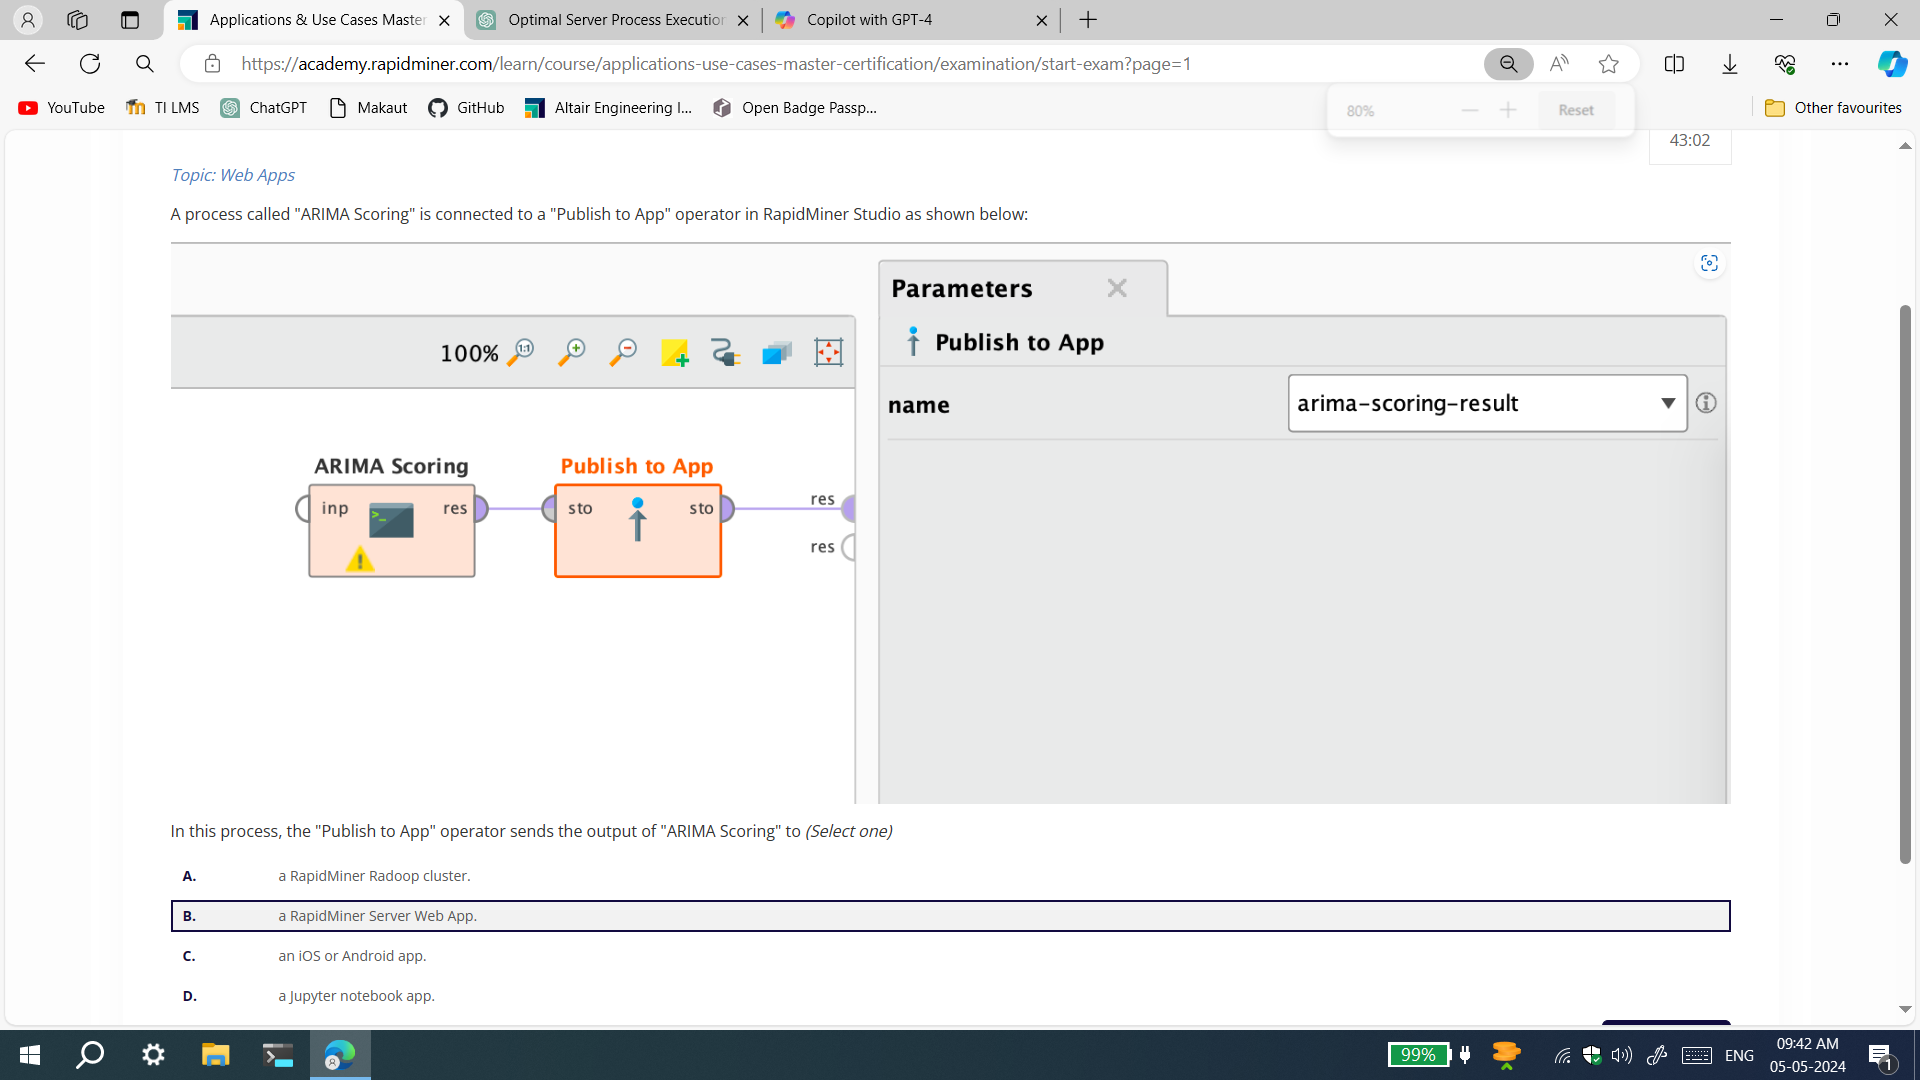 Applications & Use Cases Master
Optimal Server Process Execution
Copilot with GPT-4
https://academy.rapidminer.com/learn/course/applications-use-cases-master-certification/examination/start-exam?page=1
YouTube
TI LMS
ChatGPT
Makaut
GitHub
Altair Engineering I...
Open Badge Passp...
Other favourites
80%
Reset
43:02
Topic: Web Apps
A process called "ARIMA Scoring" is connected to a "Publish to App" operator in RapidMiner Studio as shown below:
Parameters
100%
Publish to App
name
arima-scoring-result
ARIMA Scoring
Publish to App
inp
res
sto
sto
res
res
In this process, the "Publish to App" operator sends the output of "ARIMA Scoring" to (Select one)
A. a RapidMiner Radoop cluster.
B. a RapidMiner Server Web App.
C. an iOS or Android app.
D. a Jupyter notebook app.
99%
ENG
09:42 AM
05-05-2024
1